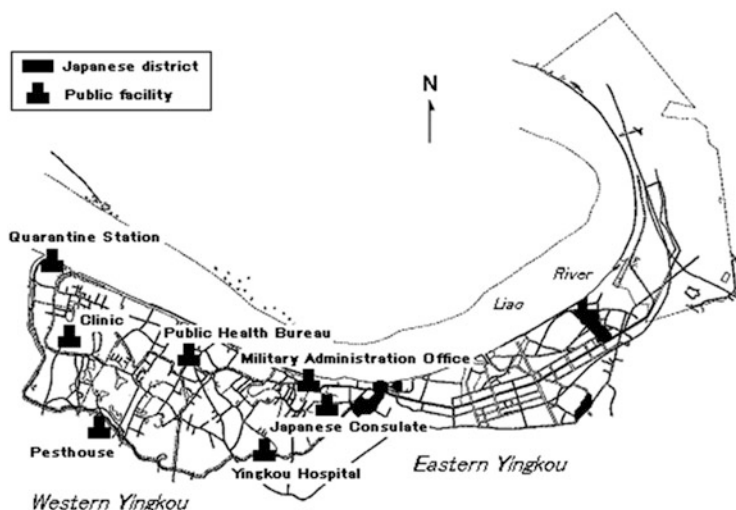 Japanese district
Public facility
N
Quarantine Station
River
Liao
Clinic
Public Health Bureau
Military Administration Office
Japanese Consulate
Pesthouse
Yingkou Hospital
Eastern Yingkou
Western Yingkou